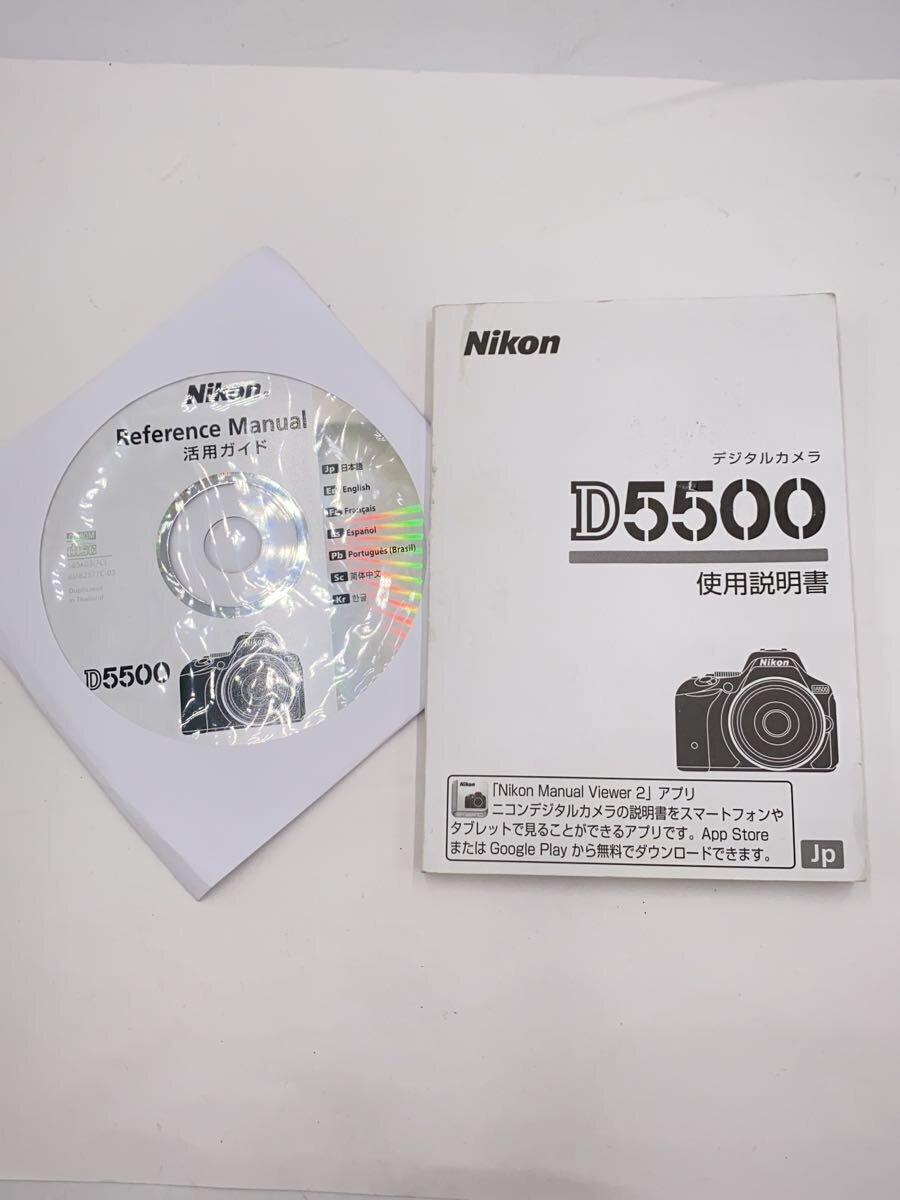 Nikon
Reference Manual
活用ガイド
Jp 日本語
En English
Fr Français
Es Español
Pb Português (Brasil)
Sc 简体中文
Kr 한글
Duplicated
in Thailand
D5500
Nikon
Nikon
デジタルカメラ
D5500
使用説明書
Nikon
D5500
Nikon
「Nikon Manual Viewer 2」アプリ
ニコンデジタルカメラの説明書をスマートフォンや
タブレットで見ることができるアプリです。App Store
または Google Play から無料でダウンロードできます。
Jp